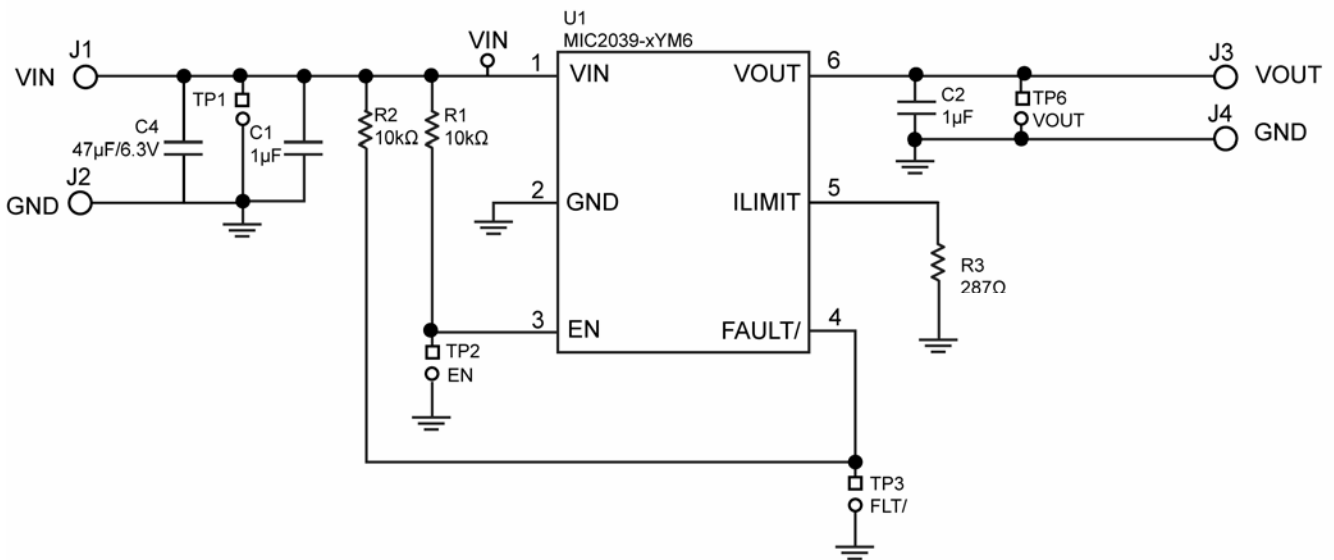 U1
MIC2039-xYM6
J1
VIN
VIN
1
VIN
VOUT
6
J3
VOUT
TP1
C4
47µF/6.3V
C1
1µF
R2
10kΩ
R1
10kΩ
C2
1µF
TP6
VOUT
J4
GND
J2
GND
2
GND
ILIMIT
5
R3
287Ω
3
EN
FAULT/
4
TP2
EN
TP3
FLT/